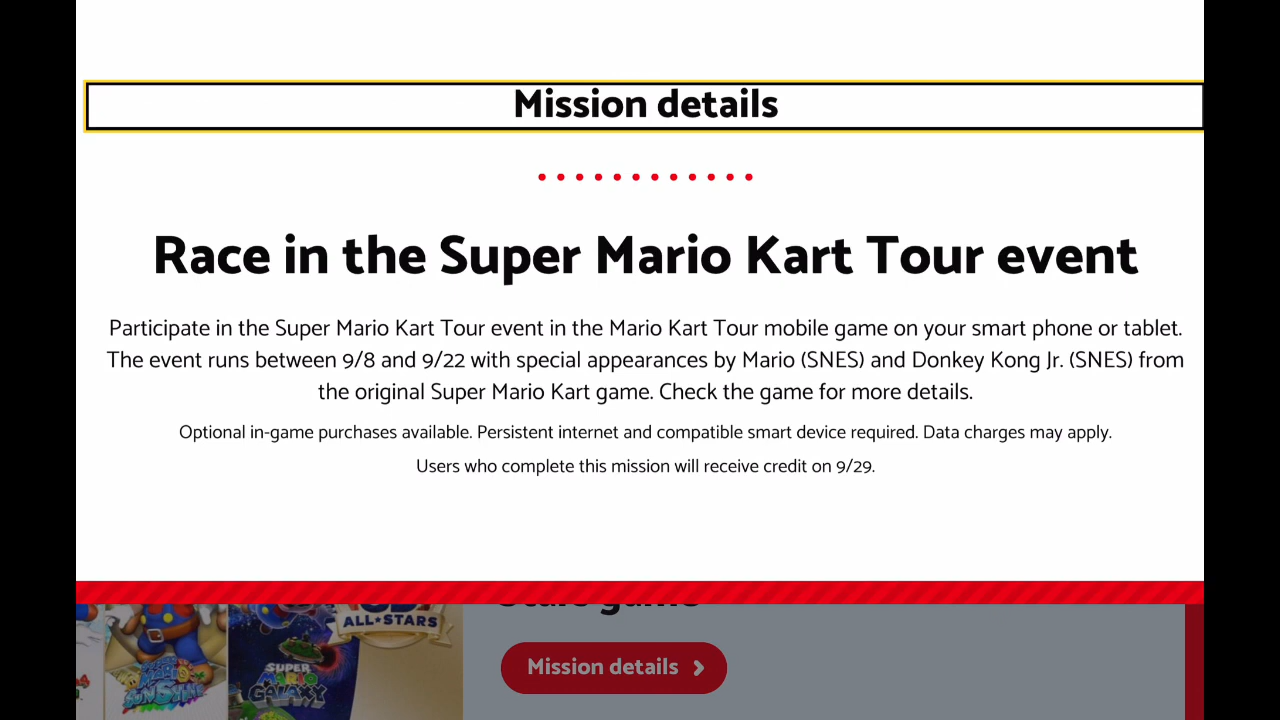 Mission details
Race in the Super Mario Kart Tour event
Participate in the Super Mario Kart Tour event in the Mario Kart Tour mobile game on your smart phone or tablet.
The event runs between 9/8 and 9/22 with special appearances by Mario (SNES) and Donkey Kong Jr. (SNES) from
the original Super Mario Kart game. Check the game for more details.
Optional in-game purchases available. Persistent internet and compatible smart device required. Data charges may apply.
Users who complete this mission will receive credit on 9/29.
ALL★STARS
SUPER
MARIO
SUNSHINE
SUPER
MARIO
GALAXY
Mission details